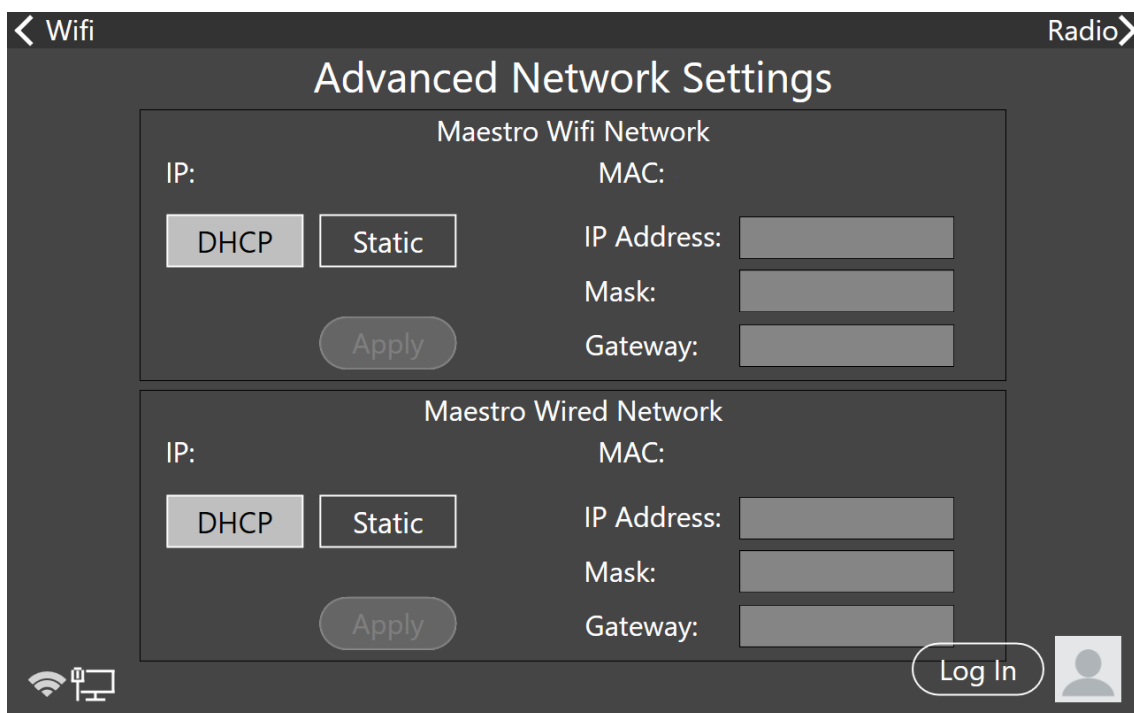 Wifi
Radio
Advanced Network Settings
Maestro Wifi Network
IP:
MAC:
DHCP
Static
IP Address:
Mask:
Apply
Gateway:
Maestro Wired Network
IP:
MAC:
DHCP
Static
IP Address:
Mask:
Apply
Gateway:
Log In